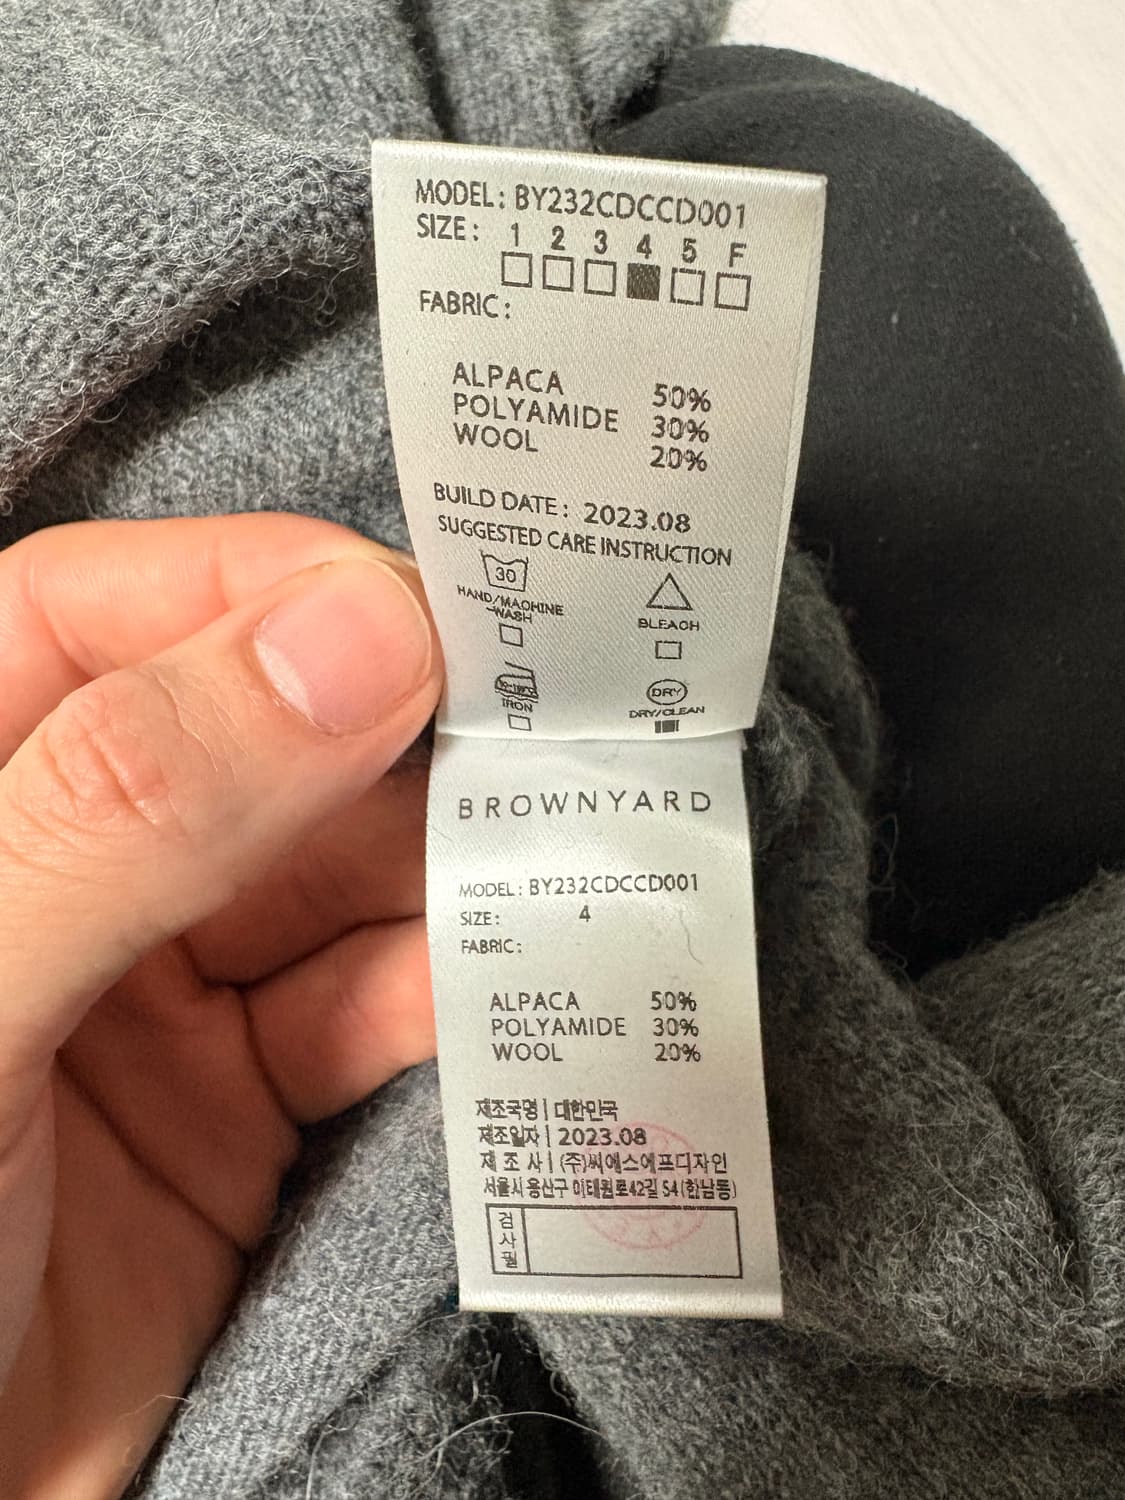 MODEL: BY232CDCCD001
SIZE: 1 2 3 4 5 F
FABRIC:
ALPACA 50%
POLYAMIDE 30%
WOOL 20%
BUILD DATE: 2023.08
SUGGESTED CARE INSTRUCTION
30
HAND/MACHINE
WASH
BLEACH
IRON
DRY
DRY/CLEAN
BROWNYARD
MODEL: BY232CDCCD001
SIZE: 4
FABRIC:
ALPACA 50%
POLYAMIDE 30%
WOOL 20%
제조국명 | 대한민국
제조일자 | 2023.08
제 조 사 | (주)씨에스에프디자인
서울시 용산구 이태원로42길 54(한남동)
검사필